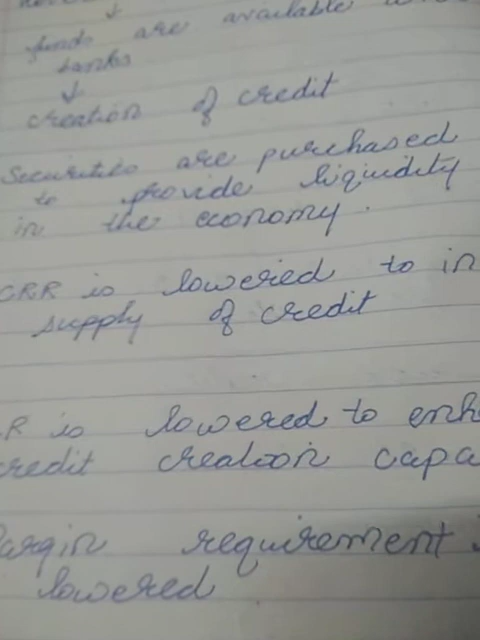 funds are available
banks
↓
creation of credit
Securities are purchased
to provide liquidity
in the economy.
CRR is lowered to in
supply of credit
R is lowered to enh
credit creation capa
Margin requirement
lowered